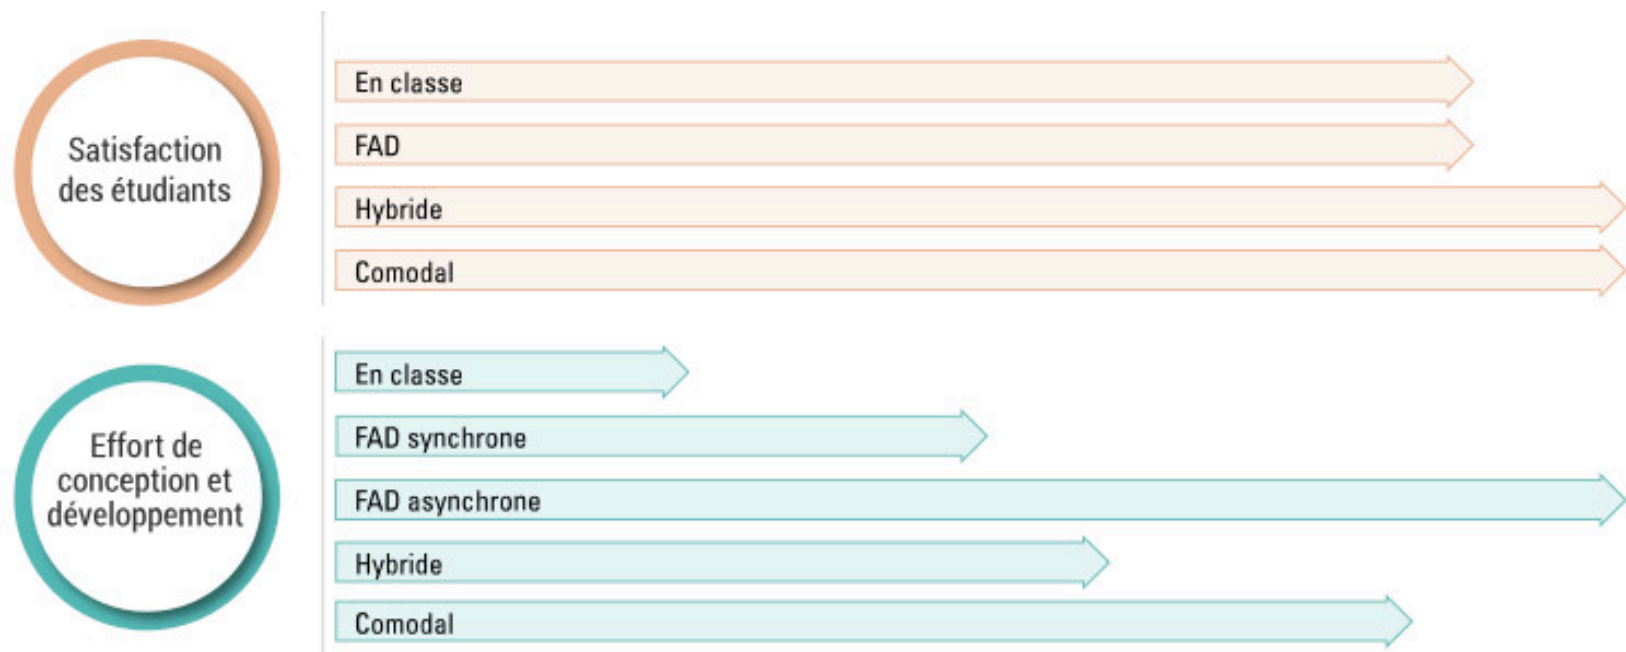 Satisfaction
des étudiants
En classe
FAD
Hybride
Comodal
Effort de
conception et
développement
En classe
FAD synchrone
FAD asynchrone
Hybride
Comodal